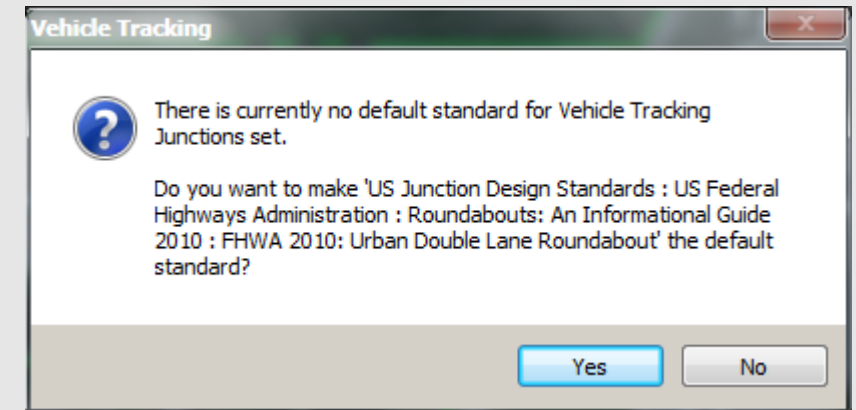 Vehicle Tracking
There is currently no default standard for Vehicle Tracking
Junctions set.
Do you want to make 'US Junction Design Standards : US Federal
Highways Administration : Roundabouts: An Informational Guide
2010 : FHWA 2010: Urban Double Lane Roundabout' the default
standard?
Yes No